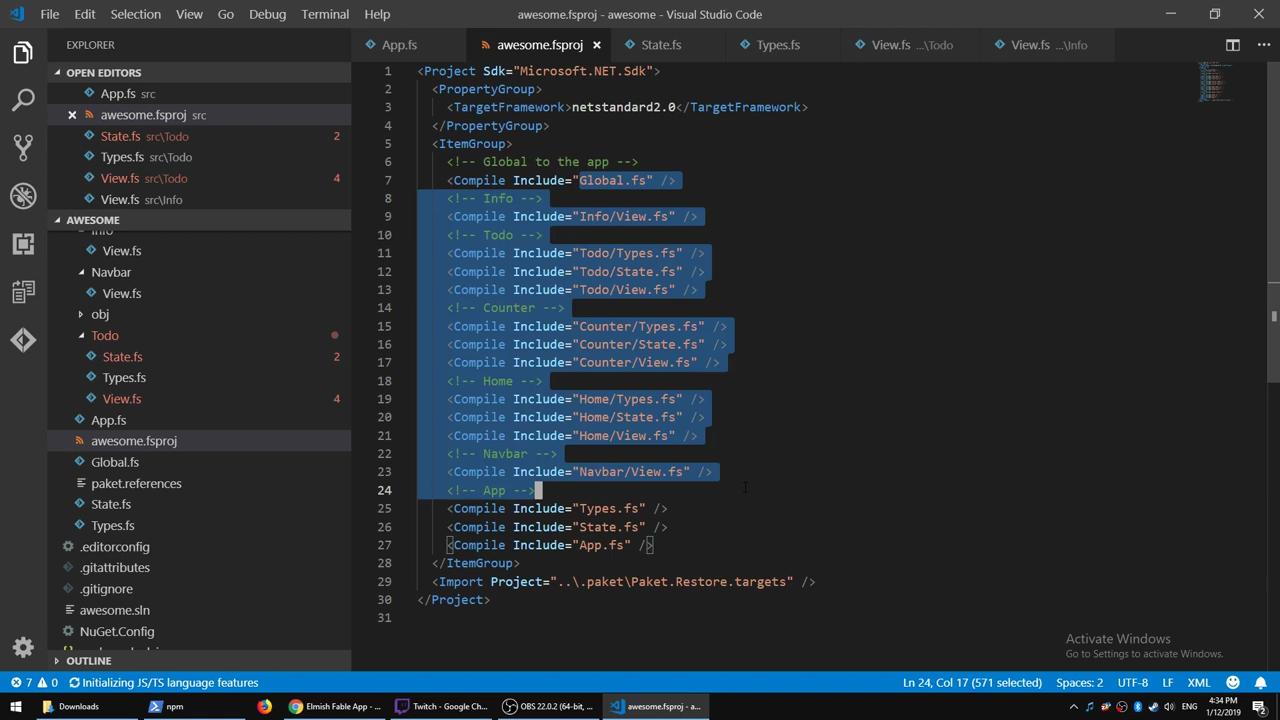 File Edit Selection View Go Debug Terminal Help
awesome.fsproj - awesome - Visual Studio Code
EXPLORER
OPEN EDITORS
App.fs src
awesome.fsproj src
State.fs src\Todo 2
Types.fs src\Todo
View.fs src\Todo 4
View.fs src\Info
AWESOME
View.fs
Navbar
View.fs
obj
Todo
State.fs 2
Types.fs
View.fs 4
App.fs
awesome.fsproj
Global.fs
paket.references
State.fs
Types.fs
.editorconfig
.gitattributes
.gitignore
awesome.sln
NuGet.Config
OUTLINE
App.fs awesome.fsproj State.fs Types.fs View.fs ...\Todo View.fs ...\Info
1 <Project Sdk="Microsoft.NET.Sdk">
2 <PropertyGroup>
3 <TargetFramework>netstandard2.0</TargetFramework>
4 </PropertyGroup>
5 <ItemGroup>
6 <!-- Global to the app -->
7 <Compile Include="Global.fs" />
8 <!-- Info -->
9 <Compile Include="Info/View.fs" />
10 <!-- Todo -->
11 <Compile Include="Todo/Types.fs" />
12 <Compile Include="Todo/State.fs" />
13 <Compile Include="Todo/View.fs" />
14 <!-- Counter -->
15 <Compile Include="Counter/Types.fs" />
16 <Compile Include="Counter/State.fs" />
17 <Compile Include="Counter/View.fs" />
18 <!-- Home -->
19 <Compile Include="Home/Types.fs" />
20 <Compile Include="Home/State.fs" />
21 <Compile Include="Home/View.fs" />
22 <!-- Navbar -->
23 <Compile Include="Navbar/View.fs" />
24 <!-- App -->
25 <Compile Include="Types.fs" />
26 <Compile Include="State.fs" />
27 <Compile Include="App.fs" />
28 </ItemGroup>
29 <Import Project="..\.paket\Paket.Restore.targets" />
30 </Project>
31
Activate Windows
Go to Settings to activate Windows.
7 0 Initializing JS/TS language features
Ln 24, Col 17 (571 selected) Spaces: 2 UTF-8 LF XML
Downloads npm Elmish Fable App - ... Twitch - Google Ch... OBS 22.0.2 (64-bit, ... awesome.fsproj - a...
4:34 PM
1/12/2019
2